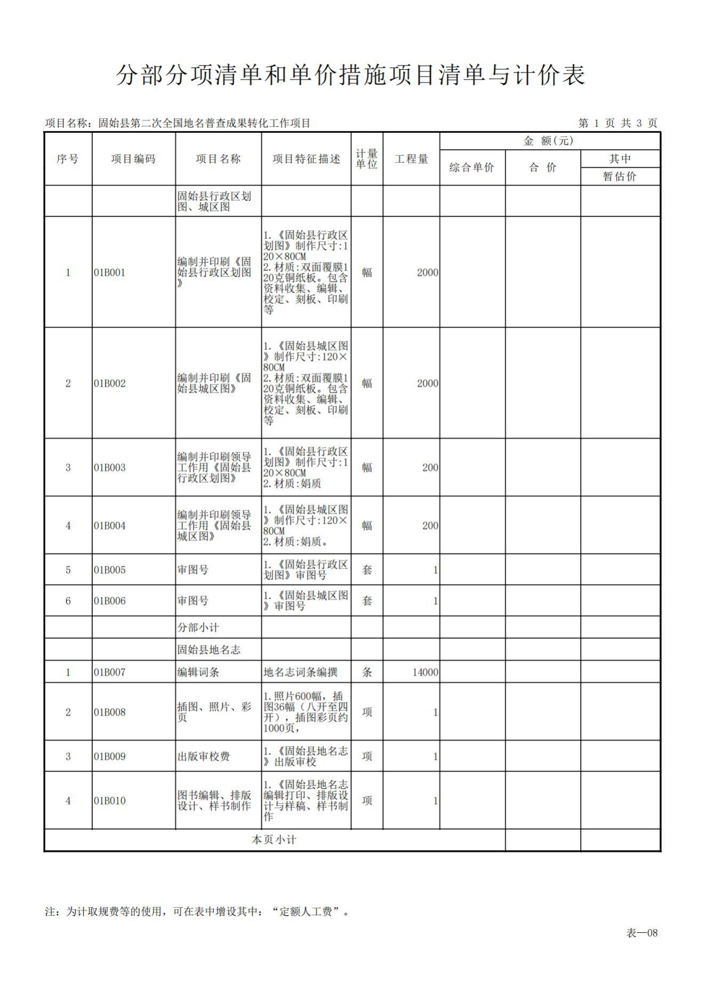 分部分项清单和单价措施项目清单与计价表
项目名称：固始县第二次全国地名普查成果转化工作项目
第 1 页 共 3 页
序号
项目编码
项目名称
项目特征描述
计量
单位
工程量
金 额(元)
综合单价
合 价
其中
暂估价
固始县行政区划
图、城区图
1
01B001
编制并印刷《固
始县行政区划图
》
1.《固始县行政区
划图》制作尺寸:1
20×80CM
2.材质:双面覆膜1
20克铜纸板。包含
资料收集、编辑、
校定、刻板、印刷
等
幅
2000
2
01B002
编制并印刷《固
始县城区图》
1.《固始县城区图
》制作尺寸:120×
80CM
2.材质:双面覆膜1
20克铜纸板。包含
资料收集、编辑、
校定、刻板、印刷
等
幅
2000
3
01B003
编制并印刷领导
工作用《固始县
行政区划图》
1.《固始县行政区
划图》制作尺寸:1
20×80CM
2.材质:娟质
幅
200
4
01B004
编制并印刷领导
工作用《固始县
城区图》
1.《固始县城区图
》制作尺寸:120×
80CM
2.材质:娟质。
幅
200
5
01B005
审图号
1.《固始县行政区
划图》审图号
套
1
6
01B006
审图号
1.《固始县城区图
》审图号
套
1
分部小计
固始县地名志
1
01B007
编辑词条
地名志词条编撰
条
14000
2
01B008
插图、照片、彩
页
1.照片600幅，插
图36幅（八开至四
开），插图彩页约
1000页，
项
1
3
01B009
出版审校费
1.《固始县地名志
》出版审校
项
1
4
01B010
图书编辑、排版
设计、样书制作
1.《固始县地名志
编辑打印、排版设
计与样稿、样书制
作
项
1
本页小计
注：为计取规费等的使用，可在表中增设其中：“定额人工费”。
表—08